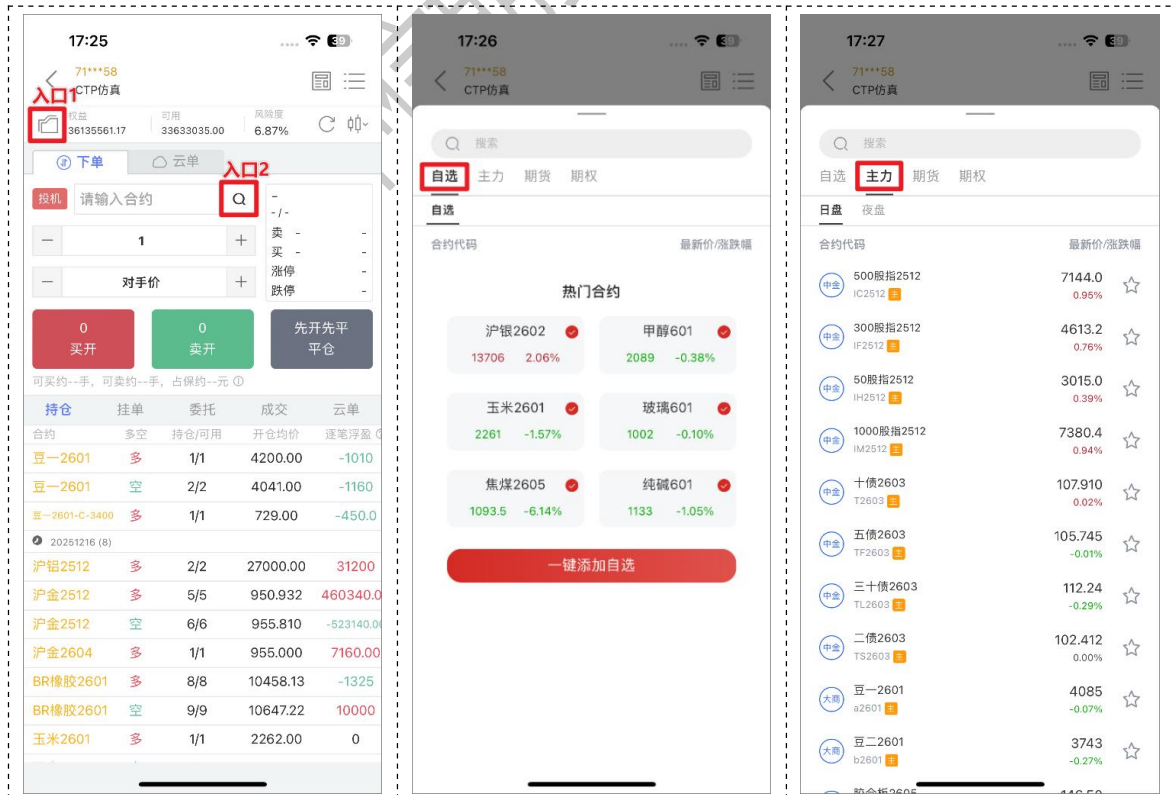 17:25
39
71***58
CTP仿真
入口1
权益
36135561.17
可用
33633035.00
风险度
6.87%
下单
云单
入口2
投机
请输入合约
-
- / -
卖 - -
买 - -
涨停 -
跌停 -
— 1 +
— 对手价 +
0
买开
0
卖开
先开先平
平仓
可买约--手，可卖约--手，占保约--元
持仓 挂单 委托 成交 云单
合约 多空 持仓/可用 开仓均价 逐笔浮盈
豆一2601 多 1/1 4200.00 -1010
豆一2601 空 2/2 4041.00 -1160
豆一2601-C-3400 多 1/1 729.00 -450.0
20251216 (8)
沪铝2512 多 2/2 27000.00 31200
沪金2512 多 5/5 950.932 460340.0
沪金2512 空 6/6 955.810 -523140.00
沪金2604 多 1/1 955.000 7160.00
BR橡胶2601 多 8/8 10458.13 -1325
BR橡胶2601 空 9/9 10647.22 10000
玉米2601 多 1/1 2262.00 0
17:26
39
71***58
CTP仿真
搜索
自选 主力 期货 期权
自选
合约代码 最新价/涨跌幅
热门合约
沪银2602 甲醇601
13706 2.06% 2089 -0.38%
玉米2601 玻璃601
2261 -1.57% 1002 -0.10%
焦煤2605 纯碱601
1093.5 -6.14% 1133 -1.05%
一键添加自选
17:27
39
71***58
CTP仿真
搜索
自选 主力 期货 期权
日盘 夜盘
合约代码 最新价/涨跌幅
中金 500股指2512 7144.0
IC2512 主 0.95%
中金 300股指2512 4613.2
IF2512 主 0.76%
中金 50股指2512 3015.0
IH2512 主 0.39%
中金 1000股指2512 7380.4
IM2512 主 0.94%
中金 十债2603 107.910
T2603 主 0.02%
中金 五债2603 105.745
TF2603 主 -0.01%
中金 三十债2603 112.24
TL2603 主 -0.29%
中金 二债2603 102.412
TS2603 主 0.00%
大商 豆一2601 4085
a2601 主 -0.07%
大商 豆二2601 3743
b2601 主 -0.27%